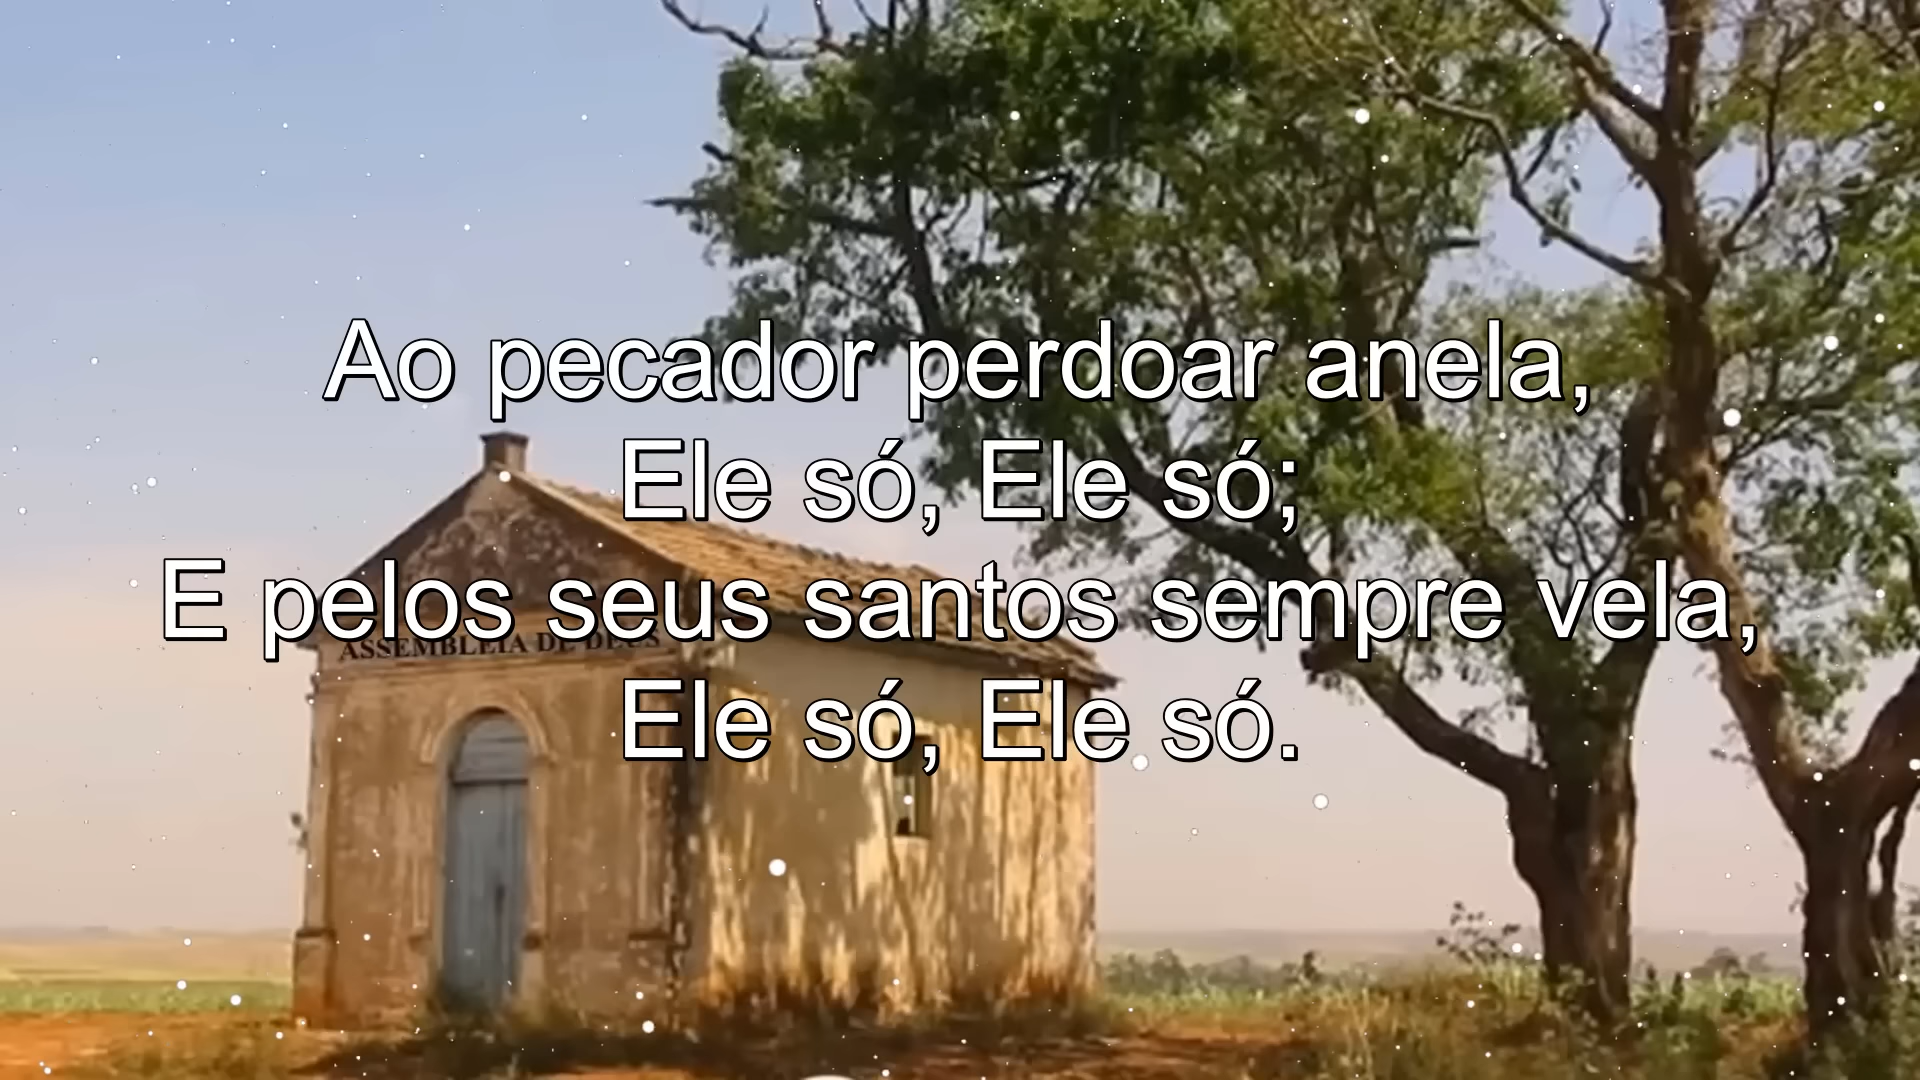 Ao pecador perdoar anela,
Ele só, Ele só;
E pelos seus santos sempre vela,
ASSEMBLEIA DE DEUS
Ele só, Ele só.